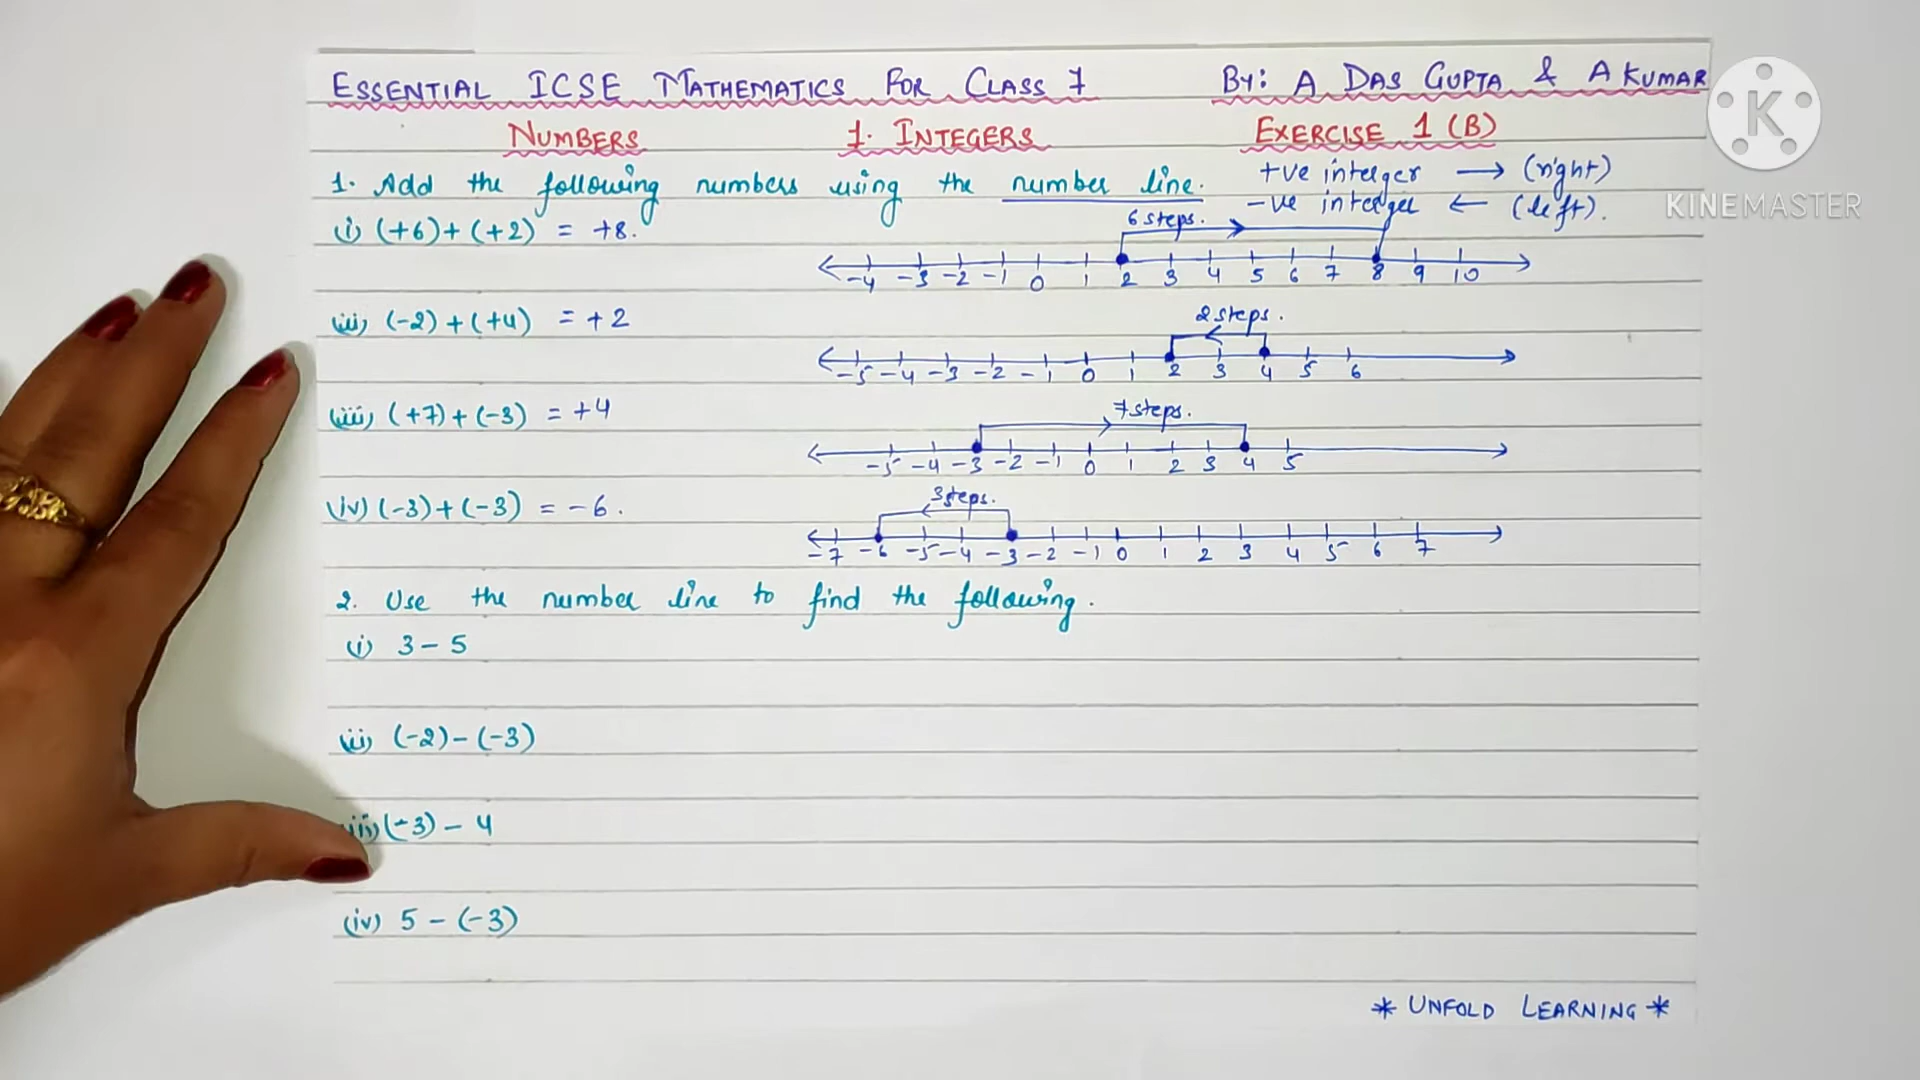 ESSENTIAL ICSE MATHEMATICS FOR CLASS 7 BY: A DAS GUPTA & A KUMAR
NUMBERS 1. INTEGERS EXERCISE 1 (B)
1. Add the following numbers using the number line. +ve interger → (right)
-ve interger ← (left).
(i) (+6)+(+2) = +8. 6 steps.
-4 -3 -2 -1 0 1 2 3 4 5 6 7 8 9 10
(ii) (-2)+(+4) = +2 2 steps.
-5 -4 -3 -2 -1 0 1 2 3 4 5 6
(iii) (+7)+(-3) = +4 7 steps.
-5 -4 -3 -2 -1 0 1 2 3 4 5
(iv) (-3)+(-3) = -6. 3 steps.
-7 -6 -5 -4 -3 -2 -1 0 1 2 3 4 5 6 7
2. Use the number line to find the following.
(i) 3 - 5
(ii) (-2)-(-3)
(iii) (-3) - 4
(iv) 5 - (-3)
* UNFOLD LEARNING *
K
KINEMASTER